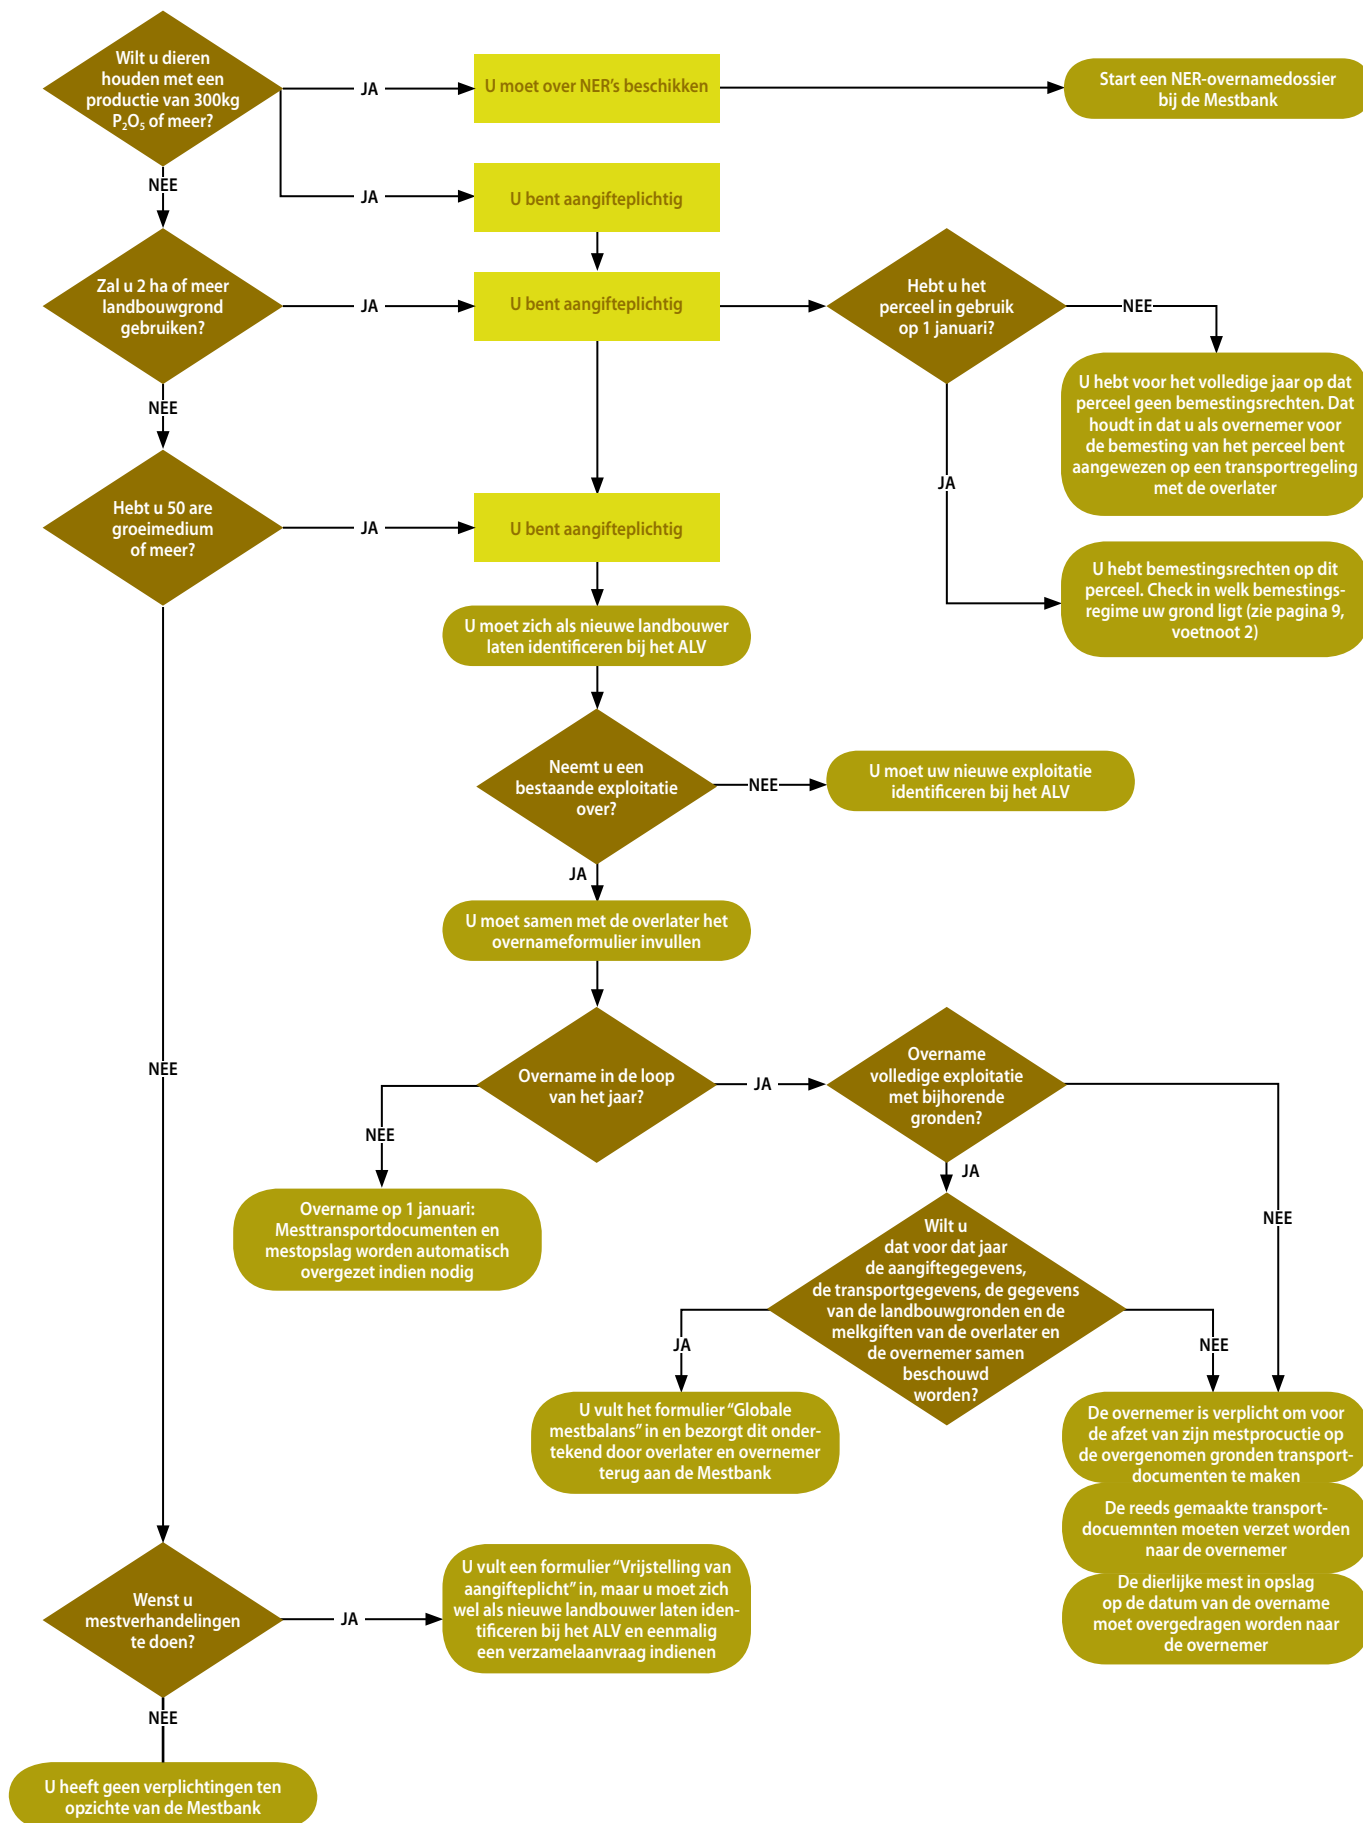 Wilt u dieren
houden met een
productie van 300kg
P₂O₅ of meer?
JA
U moet over NER's beschikken
Start een NER-overnamedossier
bij de Mestbank
NEE
JA
U bent aangifteplichtig
Zal u 2 ha of meer
landbouwgrond
gebruiken?
JA
U bent aangifteplichtig
Hebt u het
perceel in gebruik
op 1 januari?
NEE
U hebt voor het volledige jaar op dat
perceel geen bemestingsrechten. Dat
houdt in dat u als overnemer voor
de bemesting van het perceel bent
aangewezen op een transportregeling
met de overlater
NEE
JA
Hebt u 50 are
groeimedium
of meer?
JA
U bent aangifteplichtig
U hebt bemestingsrechten op dit
perceel. Check in welk bemestings-
regime uw grond ligt (zie pagina 9,
voetnoot 2)
U moet zich als nieuwe landbouwer
laten identificeren bij het ALV
Neemt u een
bestaande exploitatie
over?
NEE
U moet uw nieuwe exploitatie
identificeren bij het ALV
JA
U moet samen met de overlater het
overnameformulier invullen
NEE
Overname in de loop
van het jaar?
JA
Overname
volledige exploitatie
met bijhorende
gronden?
NEE
JA
NEE
Overname op 1 januari:
Mesttransportdocumenten en
mestopslag worden automatisch
overgezet indien nodig
Wilt u
dat voor dat jaar
de aangiftegegevens,
de transportgegevens, de gegevens
van de landbouwgronden en de
melkgiften van de overlater en
de overnemer samen
beschouwd
worden?
JA
NEE
U vult het formulier “Globale
mestbalans” in en bezorgt dit onder-
tekend door overlater en overnemer
terug aan de Mestbank
De overnemer is verplicht om voor
de afzet van zijn mestprocuctie op
de overgenomen gronden transport-
documenten te maken
De reeds gemaakte transport-
docuemnten moeten verzet worden
naar de overnemer
De dierlijke mest in opslag
op de datum van de overname
moet overgedragen worden naar
de overnemer
Wenst u
mestverhandelingen
te doen?
JA
U vult een formulier “Vrijstelling van
aangifteplicht” in, maar u moet zich
wel als nieuwe landbouwer laten iden-
tificeren bij het ALV en eenmalig
een verzamelaanvraag indienen
NEE
U heeft geen verplichtingen ten
opzichte van de Mestbank